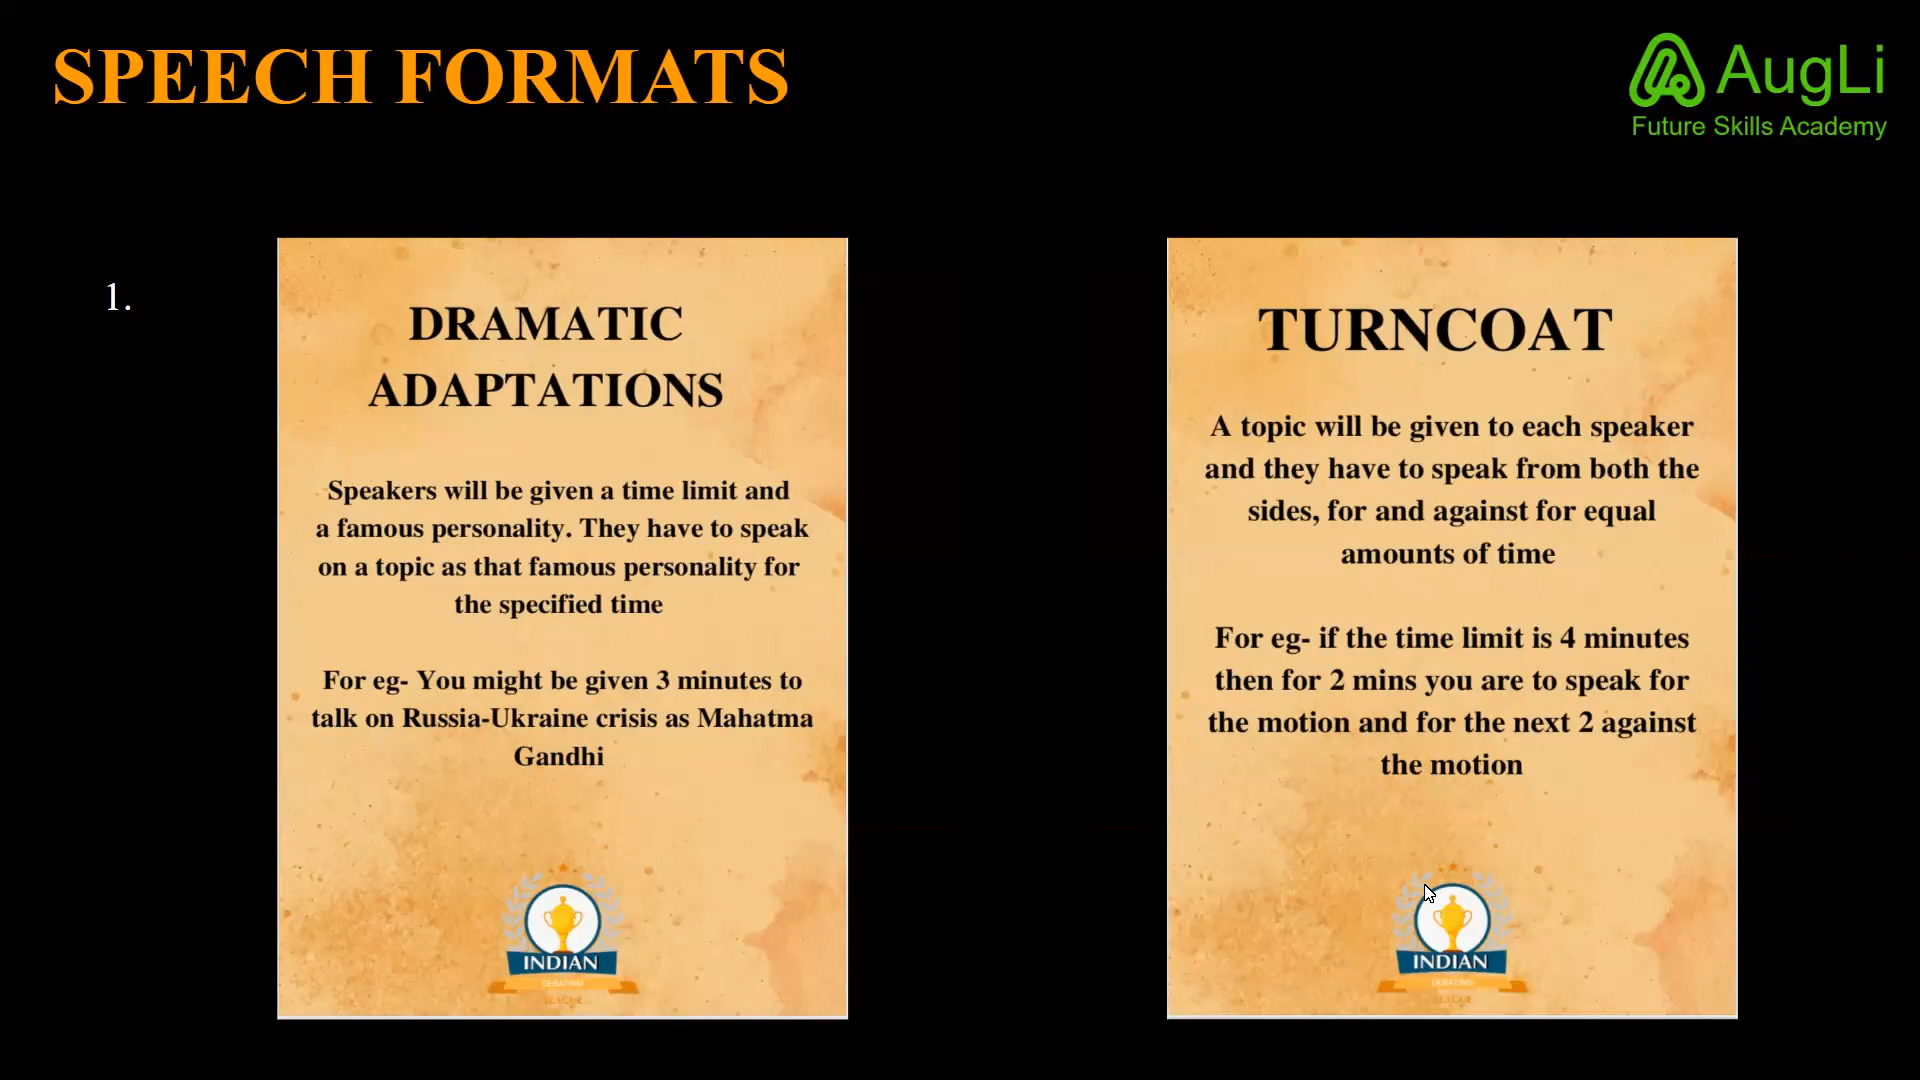 SPEECH FORMATS
AugLi
Future Skills Academy
1.
DRAMATIC
ADAPTATIONS
Speakers will be given a time limit and
a famous personality. They have to speak
on a topic as that famous personality for
the specified time
For eg- You might be given 3 minutes to
talk on Russia-Ukraine crisis as Mahatma
Gandhi
INDIAN
DEBATING
LEAGUE
TURNCOAT
A topic will be given to each speaker
and they have to speak from both the
sides, for and against for equal
amounts of time
For eg- if the time limit is 4 minutes
then for 2 mins you are to speak for
the motion and for the next 2 against
the motion
INDIAN
DEBATING
LEAGUE